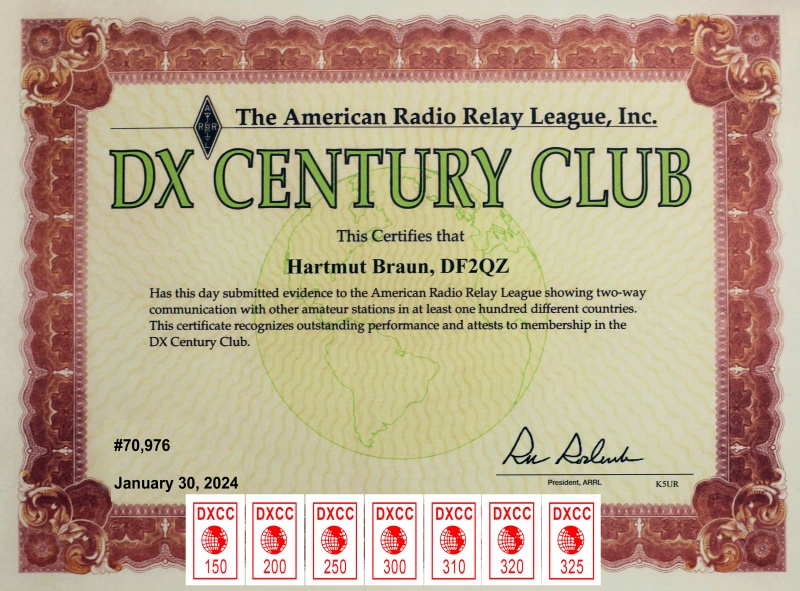 ARRL
The American Radio Relay League, Inc.
DX CENTURY CLUB
This Certifies that
Hartmut Braun, DF2QZ
Has this day submitted evidence to the American Radio Relay League showing two-way
communication with other amateur stations in at least one hundred different countries.
This certificate recognizes outstanding performance and attests to membership in the
DX Century Club.
#70,976
January 30, 2024
President, ARRL K5UR
DXCC DXCC DXCC DXCC DXCC DXCC DXCC
150 200 250 300 310 320 325